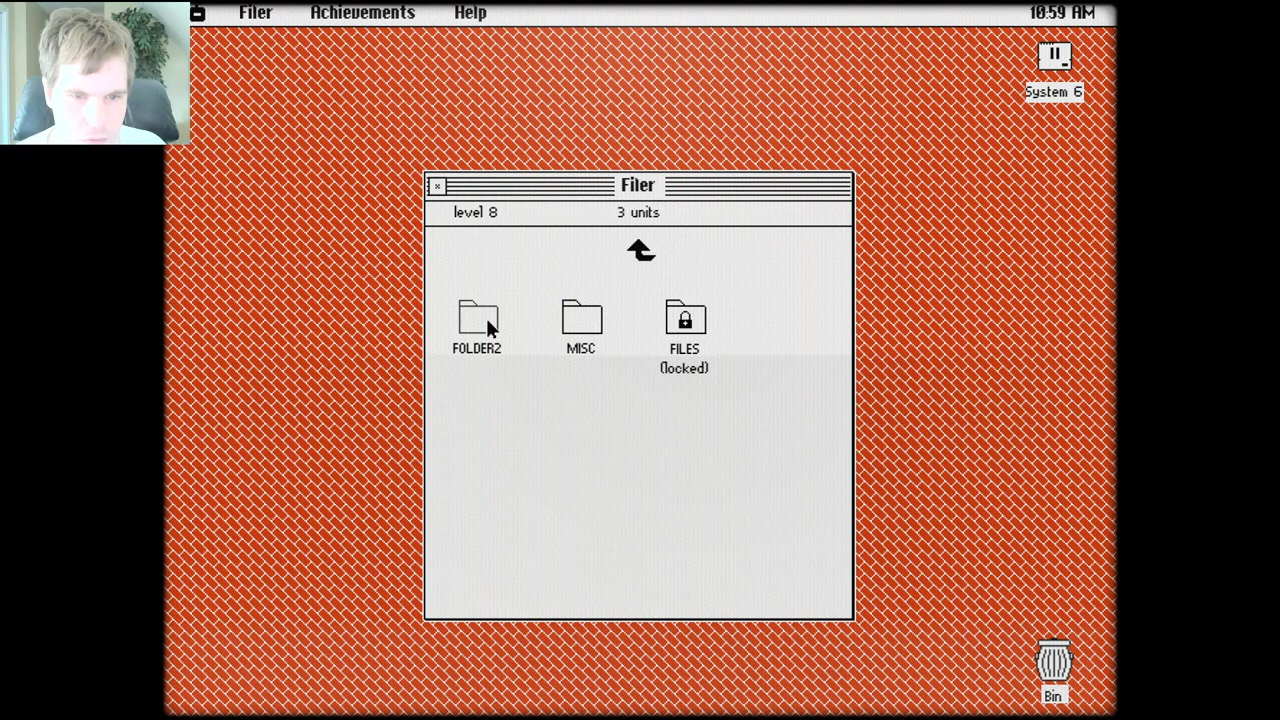 Filer Achievements Help 10:59 AM
System 6
Filer
level 8 3 units
FOLDER2 MISC FILES
(locked)
Bin